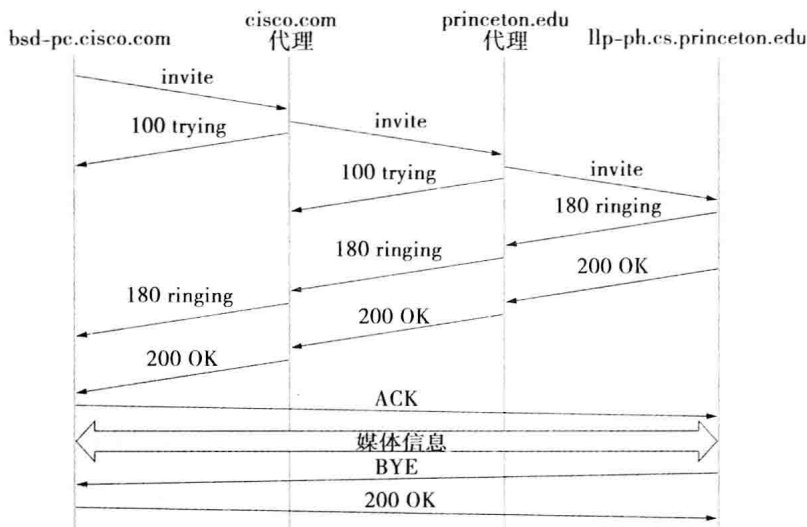 bsd-pc.cisco.com
cisco.com
代理
princeton.edu
代理
llp-ph.cs.princeton.edu
invite
100 trying
invite
100 trying
invite
180 ringing
180 ringing
200 OK
180 ringing
200 OK
200 OK
ACK
媒体信息
BYE
200 OK